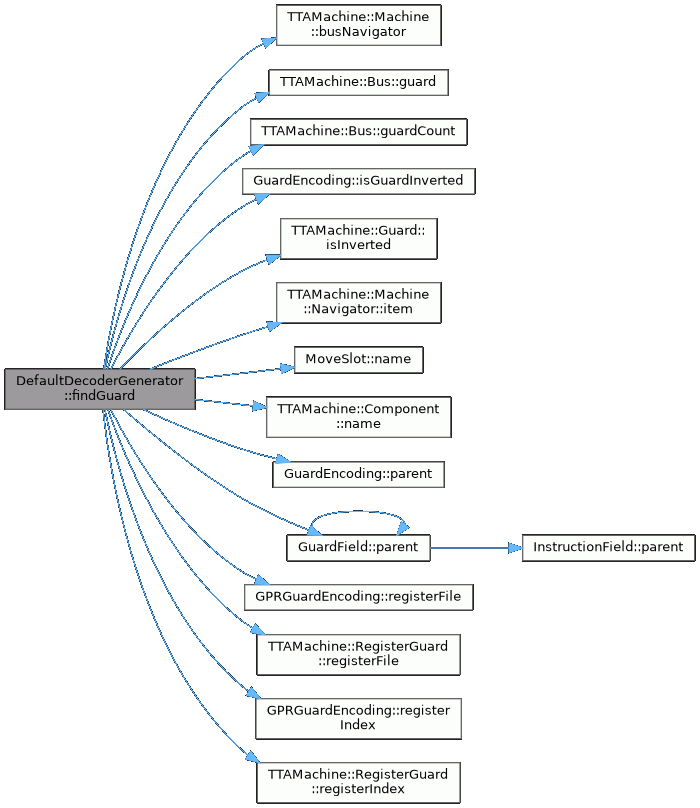 TTAMachine::Machine
::busNavigator
TTAMachine::Bus::guard
TTAMachine::Bus::guardCount
GuardEncoding::isGuardInverted
TTAMachine::Guard::
isInverted
TTAMachine::Machine
::Navigator::item
MoveSlot::name
DefaultDecoderGenerator
::findGuard
TTAMachine::Component
::name
GuardEncoding::parent
GuardField::parent
InstructionField::parent
GPRGuardEncoding::registerFile
TTAMachine::RegisterGuard
::registerFile
GPRGuardEncoding::register
Index
TTAMachine::RegisterGuard
::registerIndex